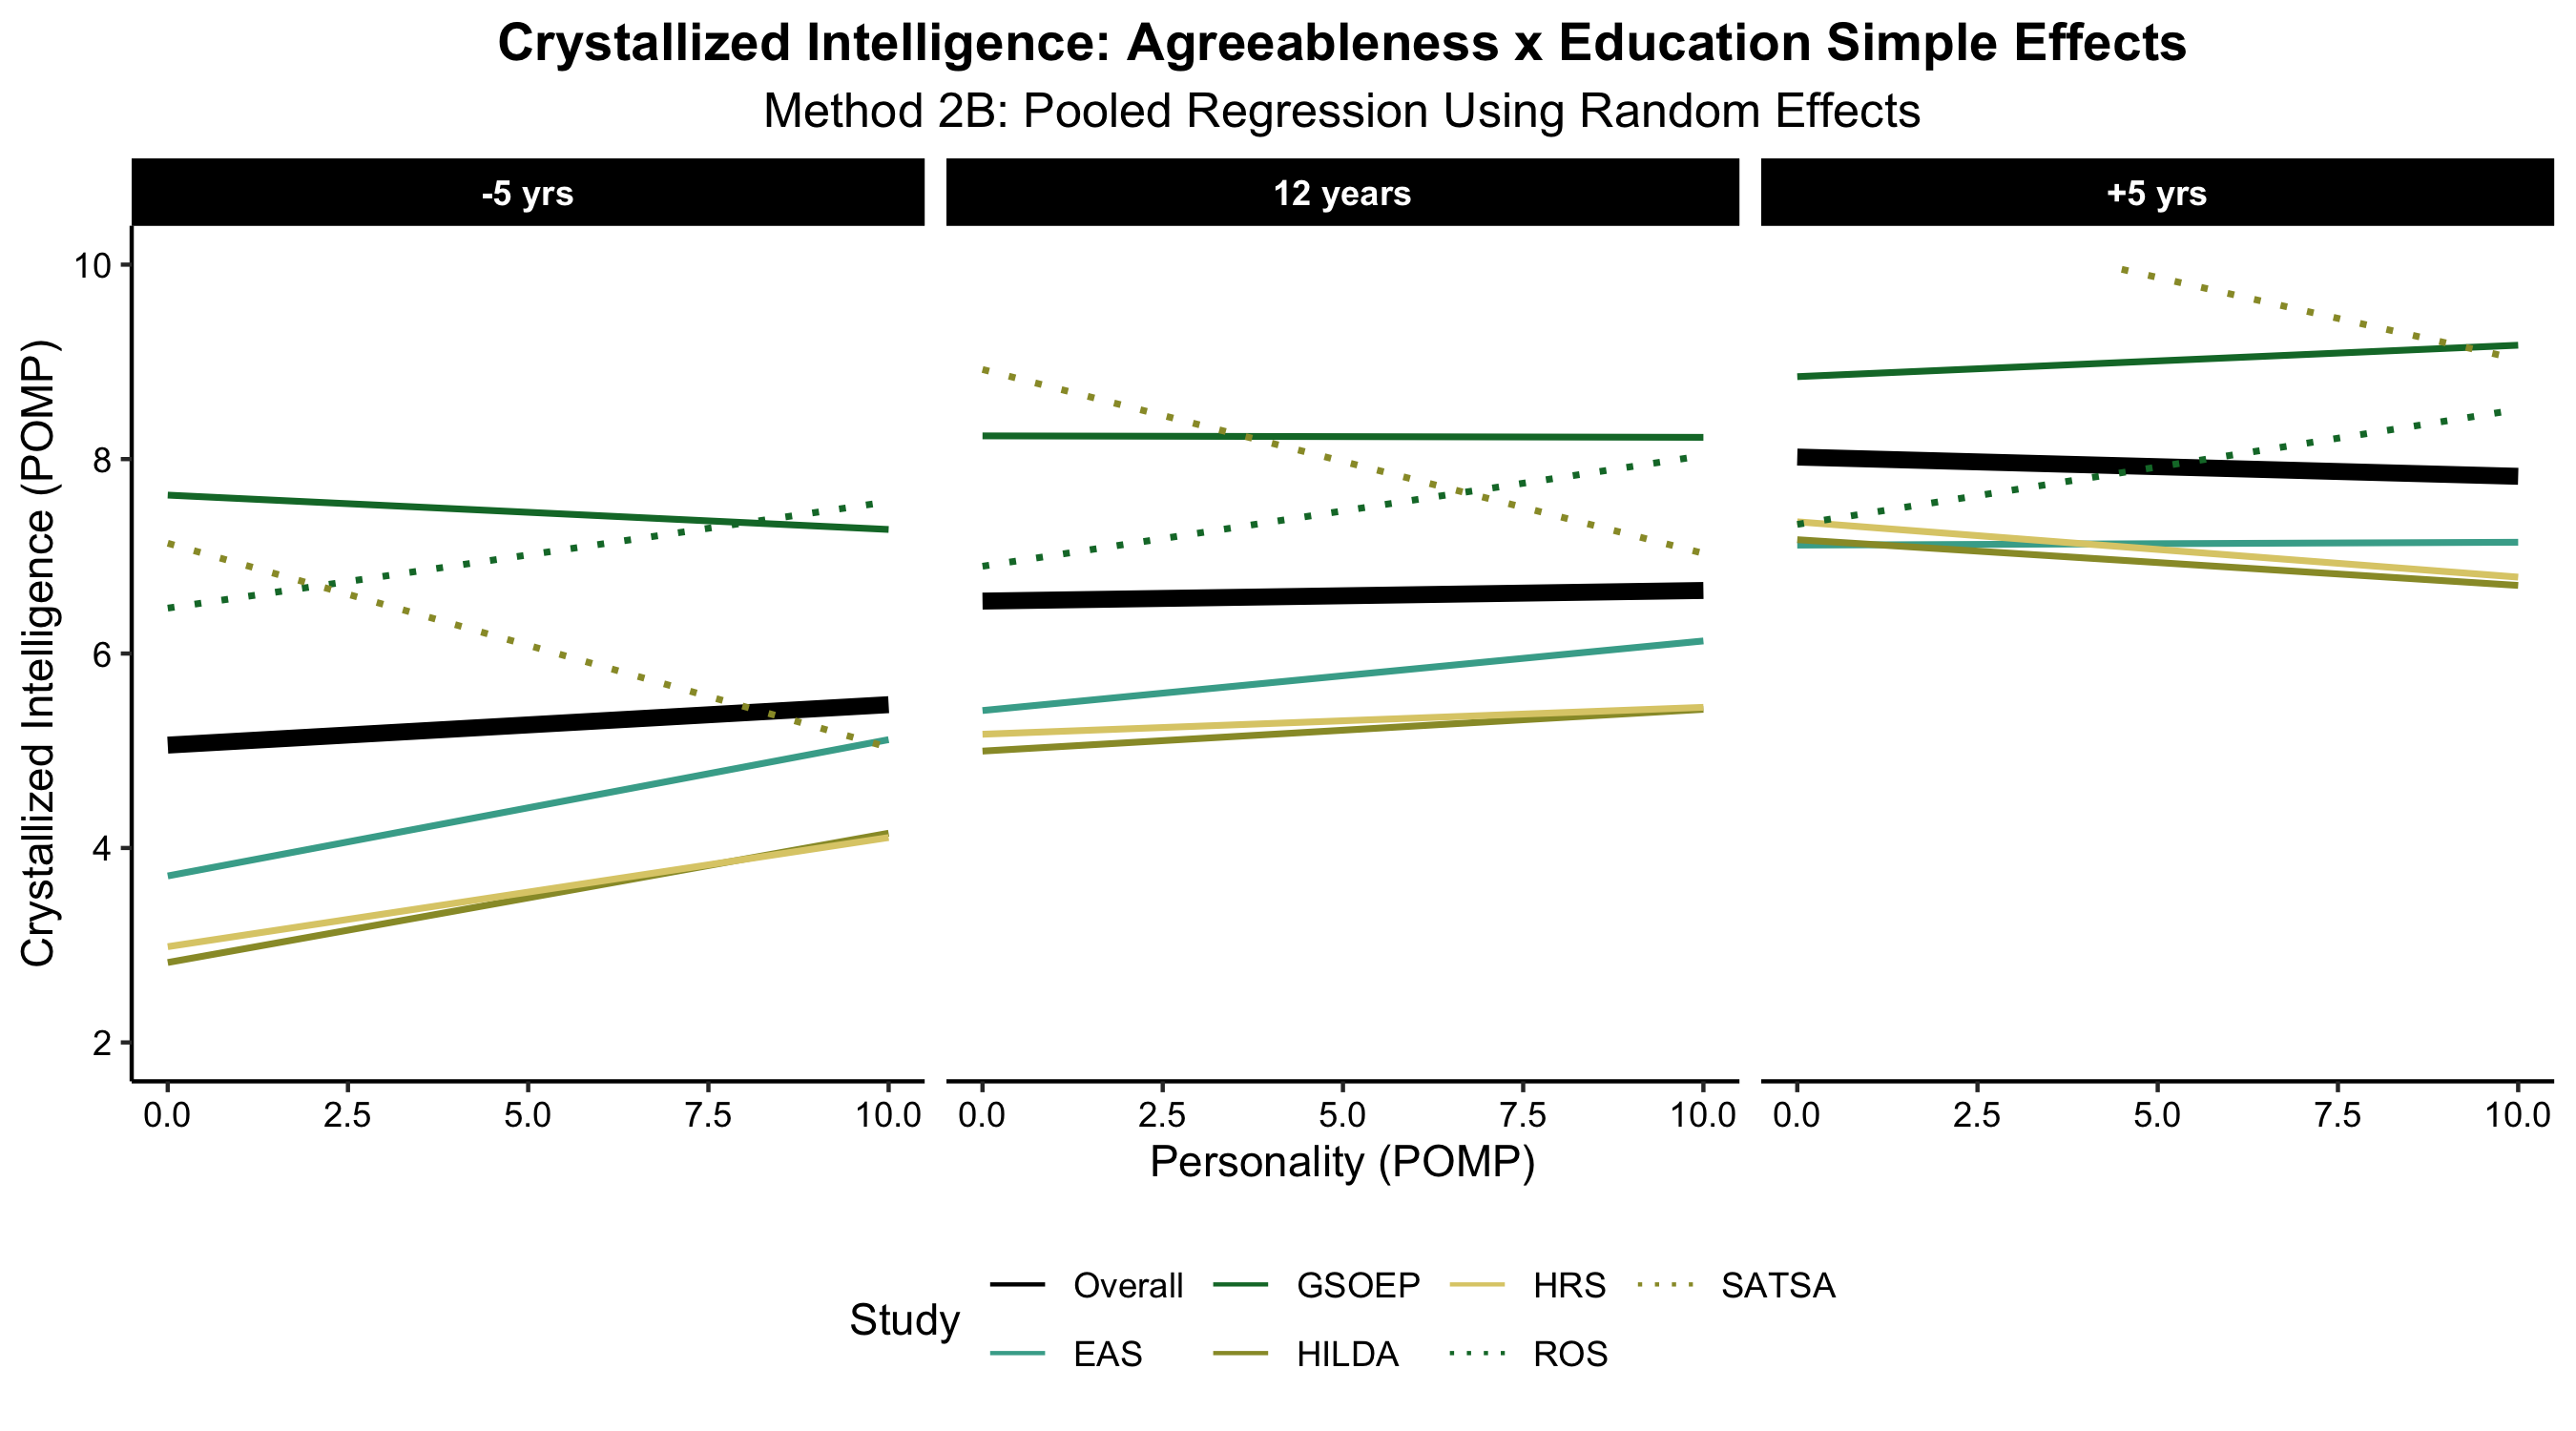 Crystallized Intelligence: Agreeableness x Education Simple Effects
Method 2B: Pooled Regression Using Random Effects
-5 yrs
12 years
+5 yrs
Crystallized Intelligence (POMP)
10
8
6
4
2
0.0 2.5 5.0 7.5 10.0
0.0 2.5 5.0 7.5 10.0
0.0 2.5 5.0 7.5 10.0
Personality (POMP)
Study
Overall GSOEP HRS SATSA
EAS HILDA ROS